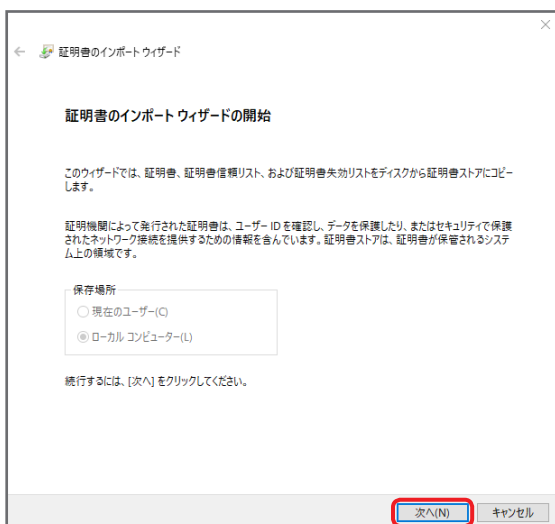 証明書のインポート ウィザード
証明書のインポート ウィザードの開始
このウィザードでは、証明書、証明書信頼リスト、および証明書失効リストをディスクから証明書ストアにコピー
します。
証明機関によって発行された証明書は、ユーザー ID を確認し、データを保護したり、またはセキュリティで保護
されたネットワーク接続を提供するための情報を含んでいます。証明書ストアは、証明書が保管されるシステ
ム上の領域です。
保存場所
現在のユーザー(C)
ローカル コンピューター(L)
続行するには、[次へ] をクリックしてください。
次へ(N) キャンセル